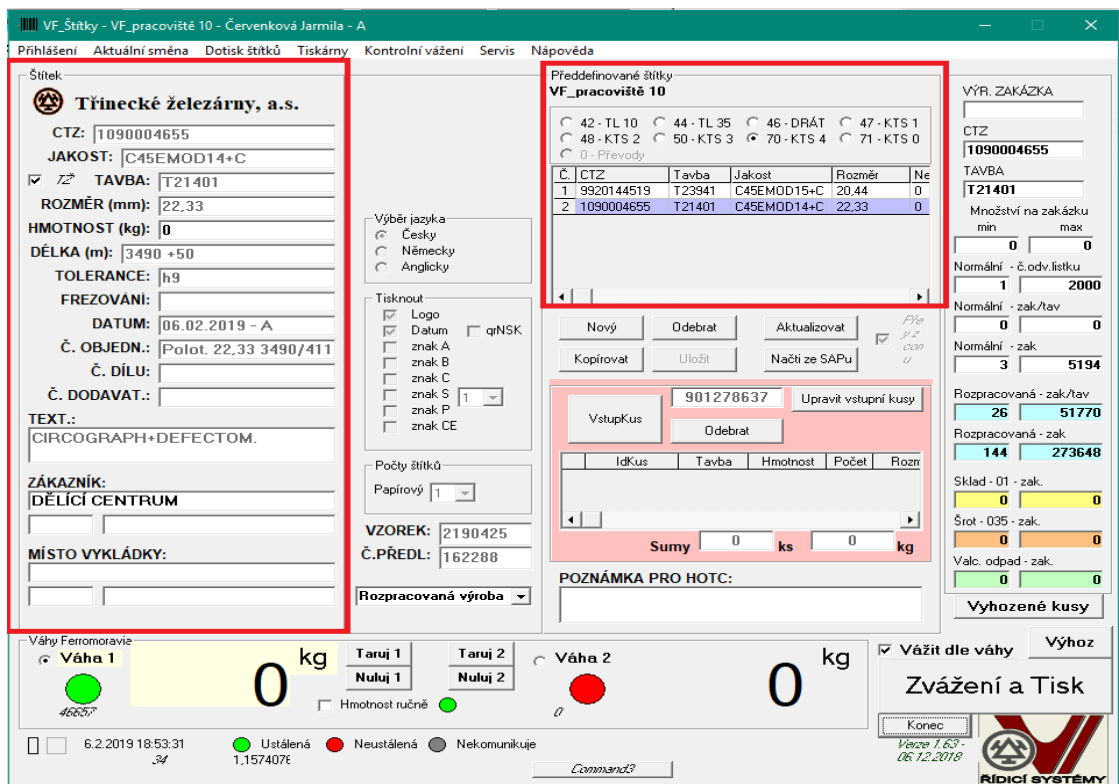 VF_Štítky - VF_pracoviště 10 - Červenková Jarmila - A
Přihlášení Aktuální směna Dotisk štítků Tiskárny Kontrolní vážení Servis Nápověda
Štítek
Třinecké železárny, a.s.
CTZ: 1090004655
JAKOST: C45EMOD14+C
TŽ TAVBA: T21401
ROZMĚR (mm): 22,33
HMOTNOST (kg): 0
DÉLKA (m): 3490 +50
TOLERANCE: h9
FREZOVÁNÍ:
DATUM: 06.02.2019 - A
Č. OBJEDN.: Polot. 22,33 3490/411
Č. DÍLU:
Č. DODAVAT.:
TEXT.:
CIRCOGRAPH+DEFECTOM.
ZÁKAZNÍK:
DĚLÍCÍ CENTRUM
MÍSTO VYKLÁDKY:
Výběr jazyka
Česky
Německy
Anglicky
Tisknout
Logo
Datum qrNSK
znak A
znak B
znak C
znak S 1
znak P
znak CE
Počty štítků
Papírový 1
VZOREK: 2190425
Č.PŘEDL: 162288
Rozpracovaná výroba
Předdefinované štítky
VF_pracoviště 10
42 - TL 10 44 - TL 35 46 - DRÁT 47 - KTS 1
48 - KTS 2 50 - KTS 3 70 - KTS 4 71 - KTS 0
0 - Převody
Č. CTZ Tavba Jakost Rozměr Ne
1 9920144519 T23941 C45EMOD15+C 20,44 0
2 1090004655 T21401 C45EMOD14+C 22,33 0
Nový Odebrat Aktualizovat
Kopírovat Uložit Načti ze SAPu
VstupKus 901278637 Upravit vstupní kusy
Odebrat
IdKus Tavba Hmotnost Počet Rozm
Sumy 0 ks 0 kg
POZNÁMKA PRO HOTC:
VÝR. ZAKÁZKA
CTZ
1090004655
TAVBA
T21401
Množství na zakázku
min max
0 0
Normální - č.odv.lístku
1 2000
Normální - zak/tav
0 0
Normální - zak
3 5194
Rozpracovaná - zak/tav
26 51770
Rozpracovaná - zak
144 273648
Sklad - 01 - zak.
0 0
Šrot - 035 - zak.
0 0
Valc. odpad - zak.
0 0
Vyhozené kusy
Váhy Ferromoravia
Váha 1 0 kg
46657
Taruj 1 Taruj 2
Nuluj 1 Nuluj 2
Hmotnost ručně
Váha 2 0 kg
0
Vážit dle váhy Výhoz
Zvážení a Tisk
Konec
Verze 1.63 -
06.12.2018
6.2.2019 18:53:31 Ustálená Neustálená Nekomunikuje
34 1,1574076
Command3
ŘÍDICÍ SYSTÉMY